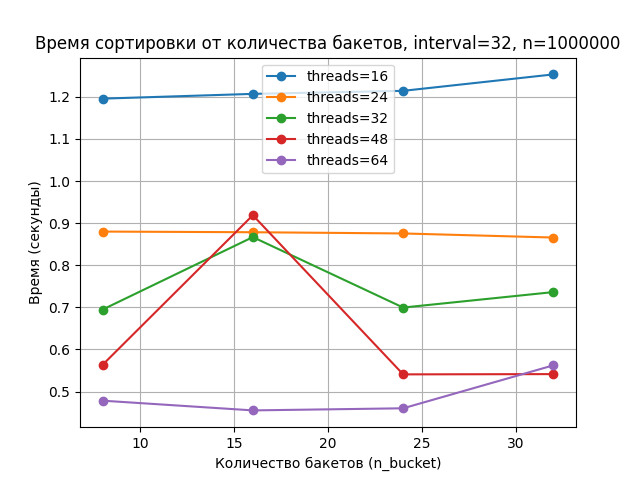 Время сортировки от количества бакетов, interval=32, n=1000000
threads=16
threads=24
threads=32
threads=48
threads=64
Время (секунды)
1.2
1.1
1.0
0.9
0.8
0.7
0.6
0.5
10 15 20 25 30
Количество бакетов (n_bucket)